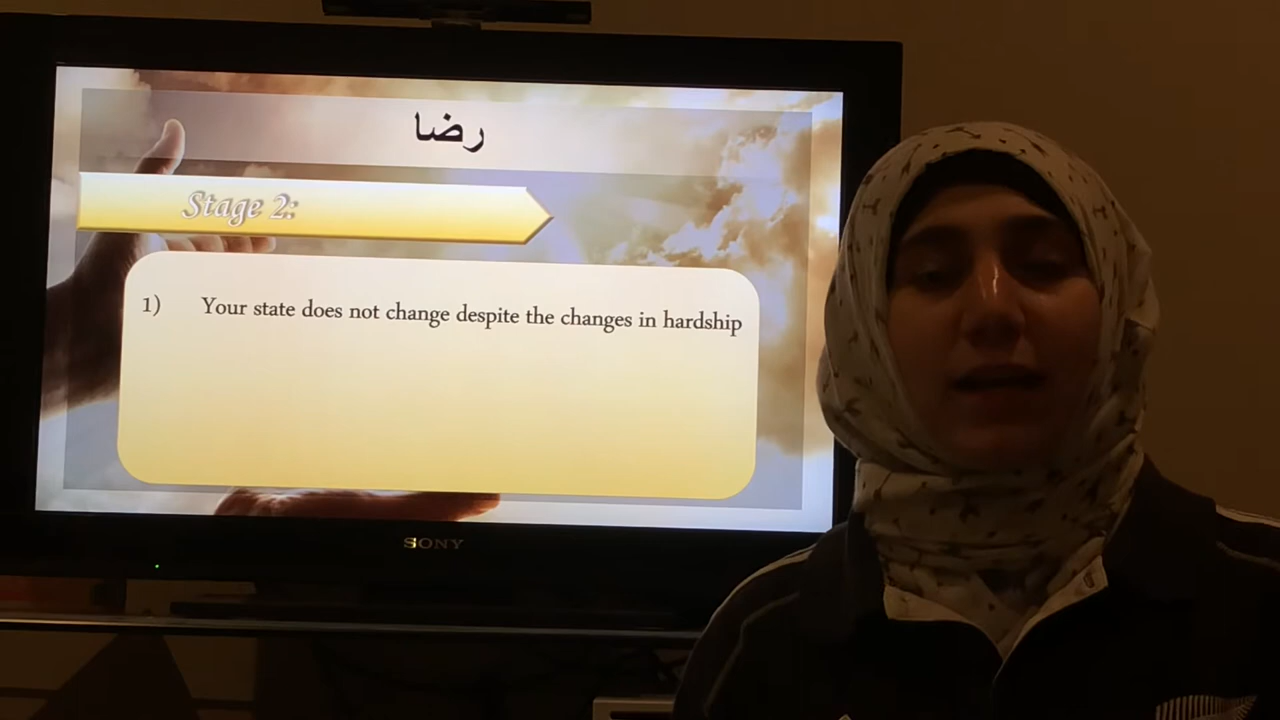 رضا
Stage 2:
1) Your state does not change despite the changes in hardship
SONY